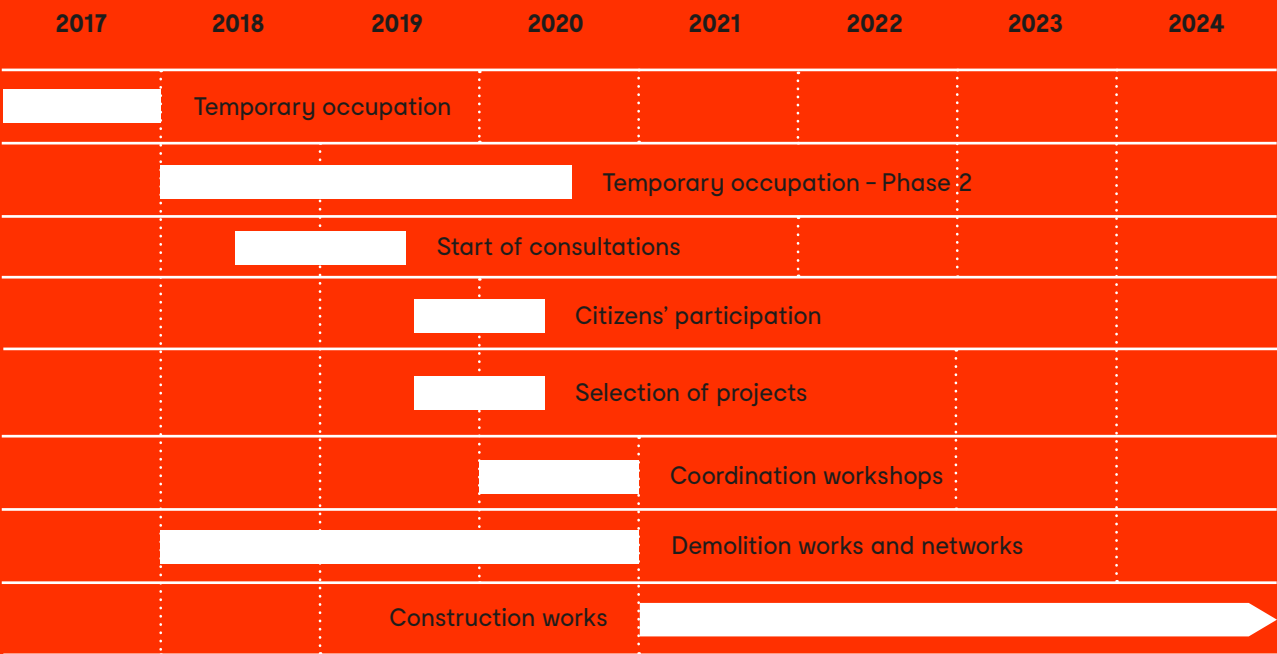 2017 2018 2019 2020 2021 2022 2023 2024
Temporary occupation
Temporary occupation – Phase 2
Start of consultations
Citizens’ participation
Selection of projects
Coordination workshops
Demolition works and networks
Construction works